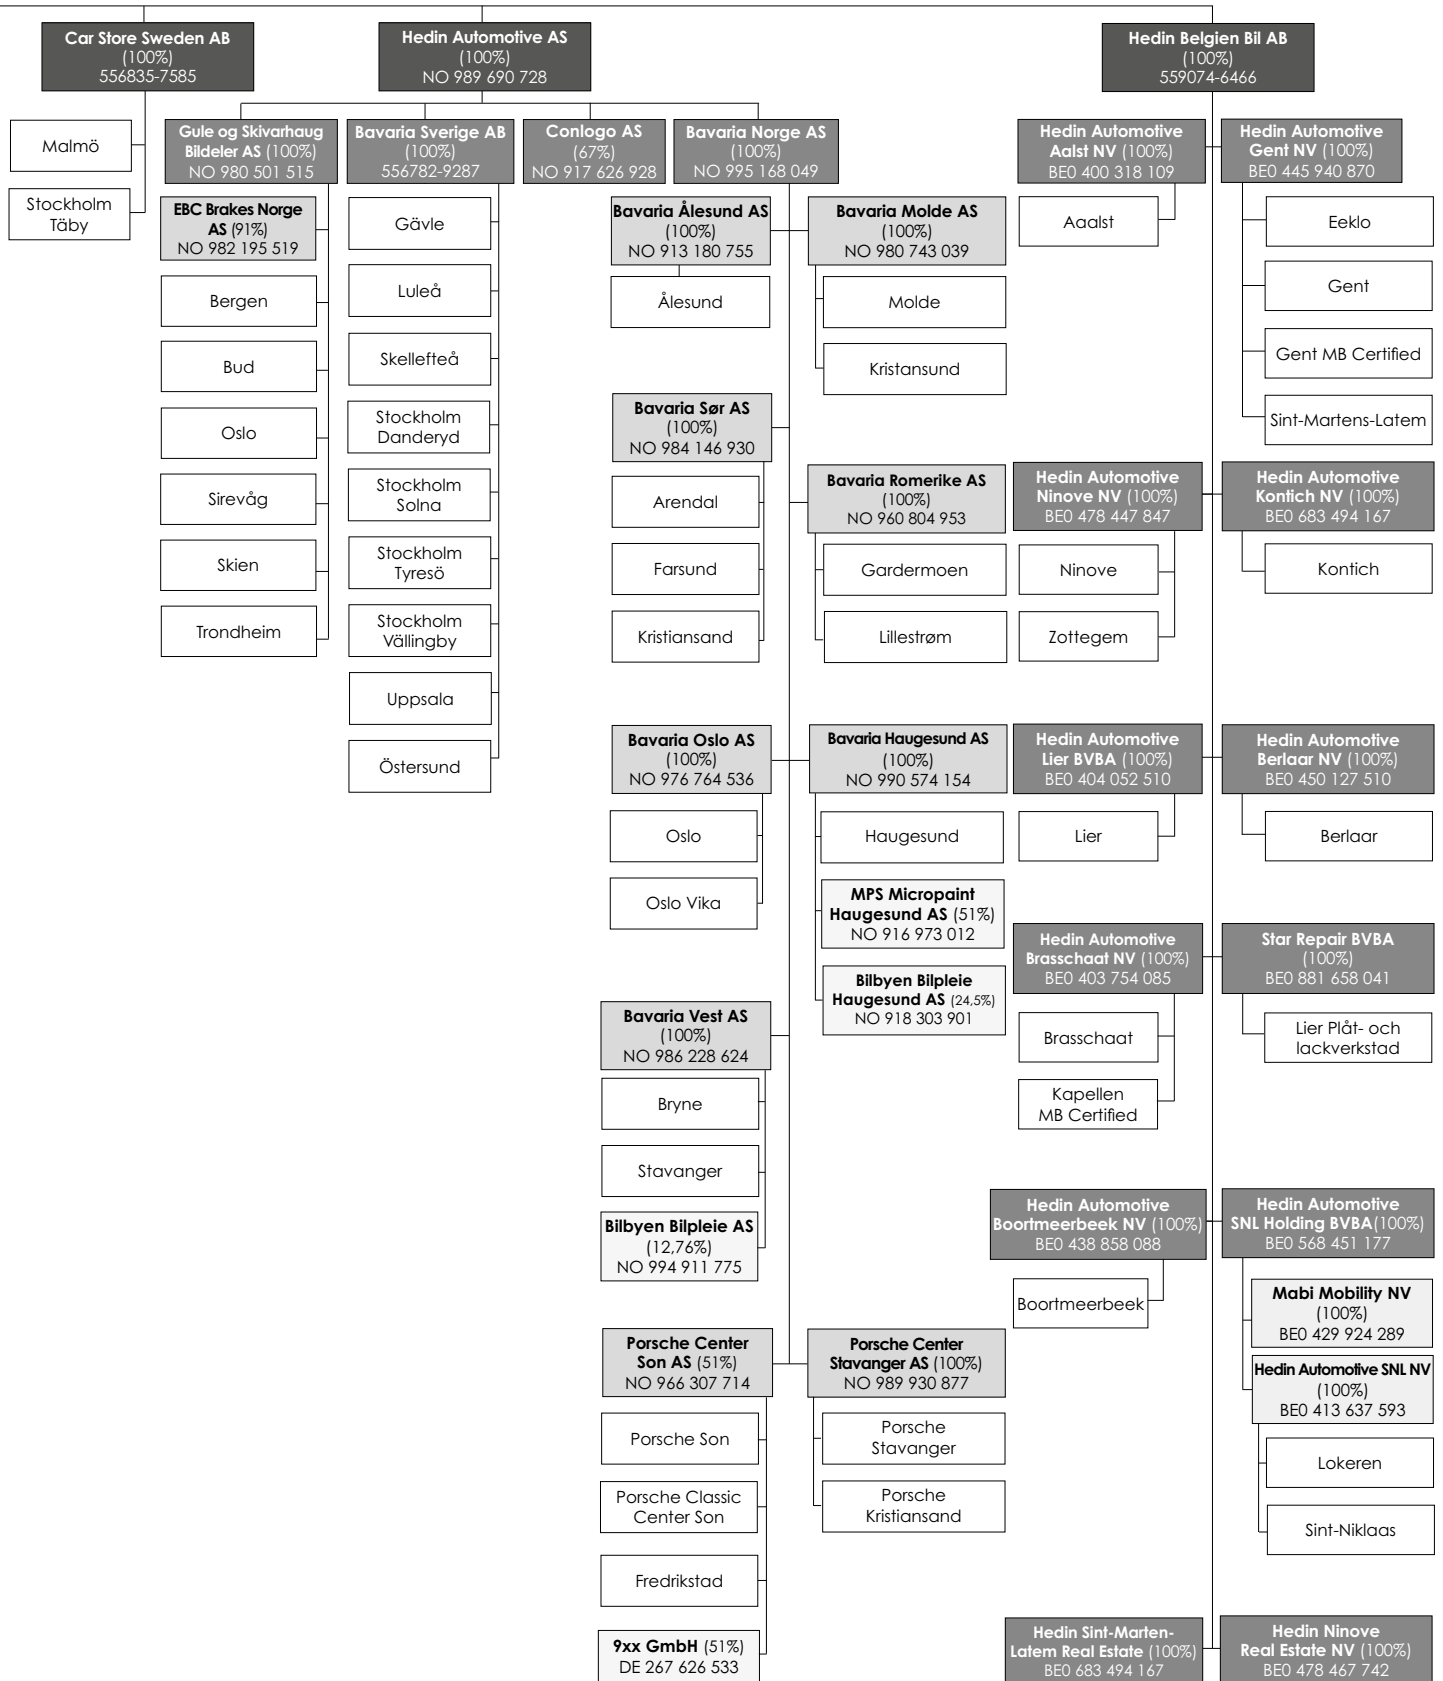 Car Store Sweden AB
(100%)
556835-7585
Malmö
Stockholm
Täby
Hedin Automotive AS
(100%)
NO 989 690 728
Gule og Skivarhaug
Bildeler AS (100%)
NO 980 501 515
EBC Brakes Norge
AS (91%)
NO 982 195 519
Bergen
Bud
Oslo
Sirevåg
Skien
Trondheim
Bavaria Sverige AB
(100%)
556782-9287
Gävle
Luleå
Skellefteå
Stockholm
Danderyd
Stockholm
Solna
Stockholm
Tyresö
Stockholm
Vällingby
Uppsala
Östersund
Conlogo AS
(67%)
NO 917 626 928
Bavaria Norge AS
(100%)
NO 995 168 049
Bavaria Ålesund AS
(100%)
NO 913 180 755
Ålesund
Bavaria Molde AS
(100%)
NO 980 743 039
Molde
Kristansund
Bavaria Sør AS
(100%)
NO 984 146 930
Arendal
Farsund
Kristiansand
Bavaria Romerike AS
(100%)
NO 960 804 953
Gardermoen
Lillestrøm
Bavaria Oslo AS
(100%)
NO 976 764 536
Oslo
Oslo Vika
Bavaria Haugesund AS
(100%)
NO 990 574 154
Haugesund
MPS Micropaint
Haugesund AS (51%)
NO 916 973 012
Bilbyen Bilpleie
Haugesund AS (24,5%)
NO 918 303 901
Bavaria Vest AS
(100%)
NO 986 228 624
Bryne
Stavanger
Bilbyen Bilpleie AS
(12,76%)
NO 994 911 775
Porsche Center
Son AS (51%)
NO 966 307 714
Porsche Son
Porsche Classic
Center Son
Fredrikstad
9xx GmbH (51%)
DE 267 626 533
Porsche Center
Stavanger AS (100%)
NO 989 930 877
Porsche
Stavanger
Porsche
Kristiansand
Hedin Belgien Bil AB
(100%)
559074-6466
Hedin Automotive
Aalst NV (100%)
BE0 400 318 109
Aaalst
Hedin Automotive
Gent NV (100%)
BE0 445 940 870
Eeklo
Gent
Gent MB Certified
Sint-Martens-Latem
Hedin Automotive
Ninove NV (100%)
BE0 478 447 847
Ninove
Zottegem
Hedin Automotive
Kontich NV (100%)
BE0 683 494 167
Kontich
Hedin Automotive
Lier BVBA (100%)
BE0 404 052 510
Lier
Hedin Automotive
Berlaar NV (100%)
BE0 450 127 510
Berlaar
Hedin Automotive
Brasschaat NV (100%)
BE0 403 754 085
Brasschaat
Kapellen
MB Certified
Star Repair BVBA
(100%)
BE0 881 658 041
Lier Plåt- och
lackverkstad
Hedin Automotive
Boortmeerbeek NV (100%)
BE0 438 858 088
Boortmeerbeek
Hedin Automotive
SNL Holding BVBA(100%)
BE0 568 451 177
Mabi Mobility NV
(100%)
BE0 429 924 289
Hedin Automotive SNL NV
(100%)
BE0 413 637 593
Lokeren
Sint-Niklaas
Hedin Sint-Marten-
Latem Real Estate (100%)
BE0 683 494 167
Hedin Ninove
Real Estate NV (100%)
BE0 478 467 742